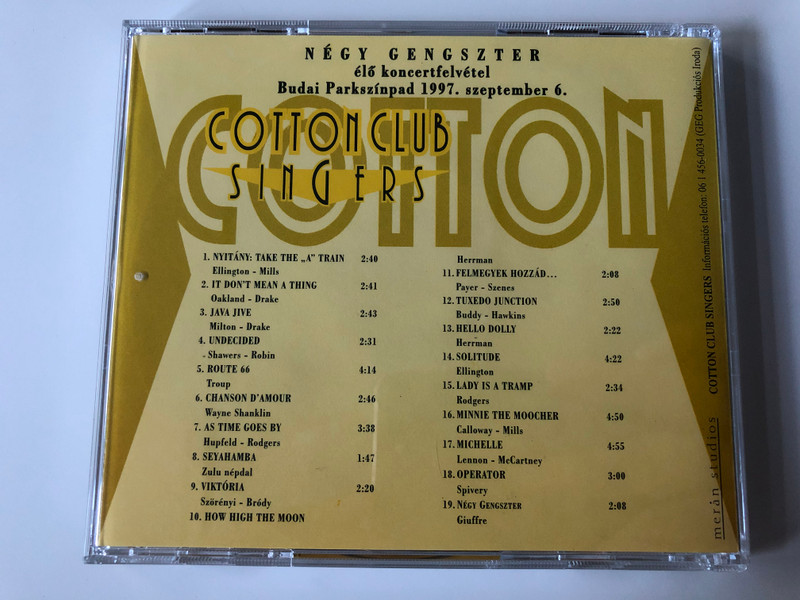 NÉGY GENGSZTER
élő koncertfelvétel
Budai Parkszínpad 1997. szeptember 6.
COTTON
COTTON CLUB
SINGERS
1. NYITÁNY: TAKE THE „A” TRAIN 2:40
Ellington - Mills
2. IT DON'T MEAN A THING 2:41
Oakland - Drake
3. JAVA JIVE 2:43
Milton - Drake
4. UNDECIDED 2:31
- Shawers - Robin
5. ROUTE 66 4:14
Troup
6. CHANSON D'AMOUR 2:46
Wayne Shanklin
7. AS TIME GOES BY 3:38
Hupfeld - Rodgers
8. SEYAHAMBA 1:47
Zulu népdal
9. VIKTÓRIA 2:20
Szörényi - Bródy
10. HOW HIGH THE MOON
Herrman
11. FELMEGYEK HOZZÁD... 2:08
Payer - Szenes
12. TUXEDO JUNCTION 2:50
Buddy - Hawkins
13. HELLO DOLLY 2:22
Herrman
14. SOLITUDE 4:22
Ellington
15. LADY IS A TRAMP 2:34
Rodgers
16. MINNIE THE MOOCHER 4:50
Calloway - Mills
17. MICHELLE 4:55
Lennon - McCartney
18. OPERATOR 3:00
Spivery
19. NÉGY GENGSZTER 2:08
Giuffre
merán studios COTTON CLUB SINGERS Információs telefon: 06 1 456-0034 (GEG Produkciós Iroda)